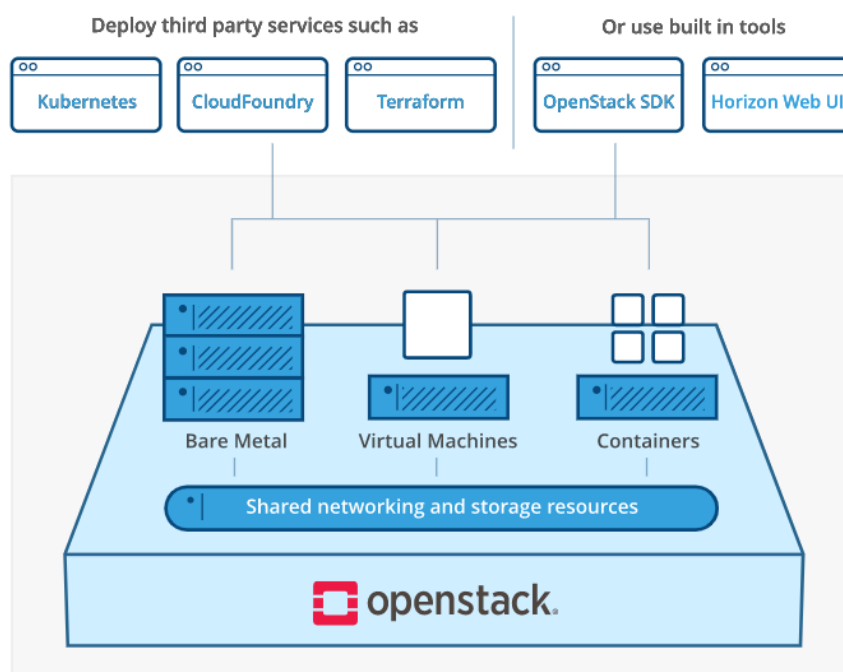 Deploy third party services such as
Or use built in tools
Kubernetes
CloudFoundry
Terraform
OpenStack SDK
Horizon Web UI
Bare Metal
Virtual Machines
Containers
Shared networking and storage resources
openstack.